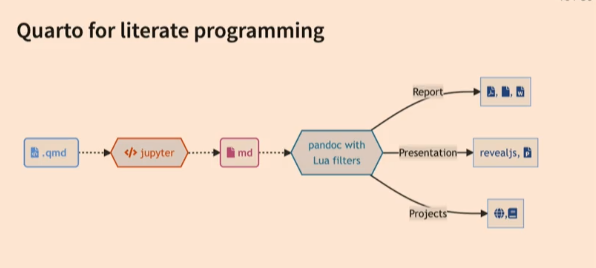 Quarto for literate programming
Report
.qmd
</> jupyter
md
pandoc with
Lua filters
Presentation
revealjs,
Projects